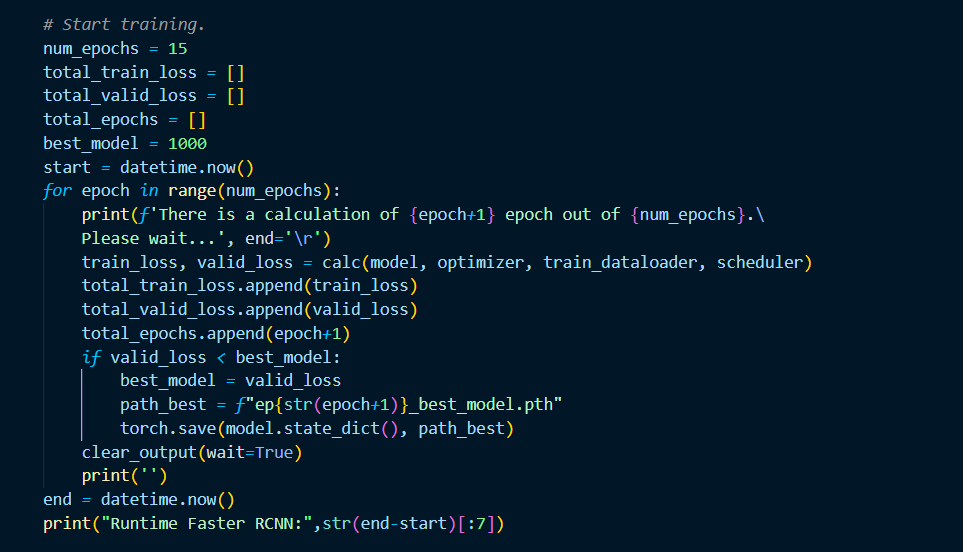 # Start training.
num_epochs = 15
total_train_loss = []
total_valid_loss = []
total_epochs = []
best_model = 1000
start = datetime.now()
for epoch in range(num_epochs):
    print(f'There is a calculation of {epoch+1} epoch out of {num_epochs}.\
    Please wait...', end='\r')
    train_loss, valid_loss = calc(model, optimizer, train_dataloader, scheduler)
    total_train_loss.append(train_loss)
    total_valid_loss.append(valid_loss)
    total_epochs.append(epoch+1)
    if valid_loss < best_model:
        best_model = valid_loss
        path_best = f"ep{str(epoch+1)}_best_model.pth"
        torch.save(model.state_dict(), path_best)
    clear_output(wait=True)
    print('')
end = datetime.now()
print("Runtime Faster RCNN:",str(end-start)[:7])